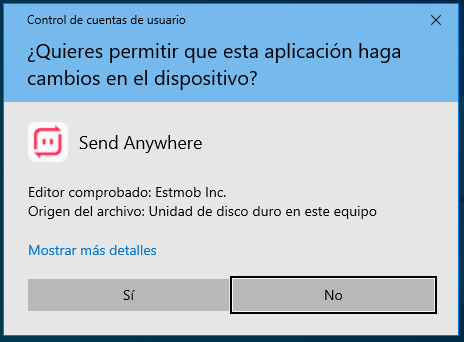 Control de cuentas de usuario
¿Quieres permitir que esta aplicación haga
cambios en el dispositivo?
Send Anywhere
Editor comprobado: Estmob Inc.
Origen del archivo: Unidad de disco duro en este equipo
Mostrar más detalles
Sí
No